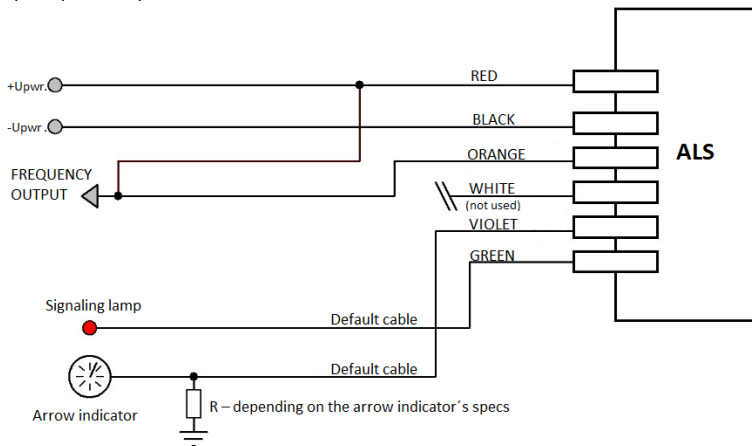 RED
+Upwr.
BLACK
-Upwr.
ORANGE
ALS
FREQUENCY
OUTPUT
WHITE
(not used)
VIOLET
GREEN
Signaling lamp
Default cable
Default cable
R – depending on the arrow indicator´s specs
Arrow indicator